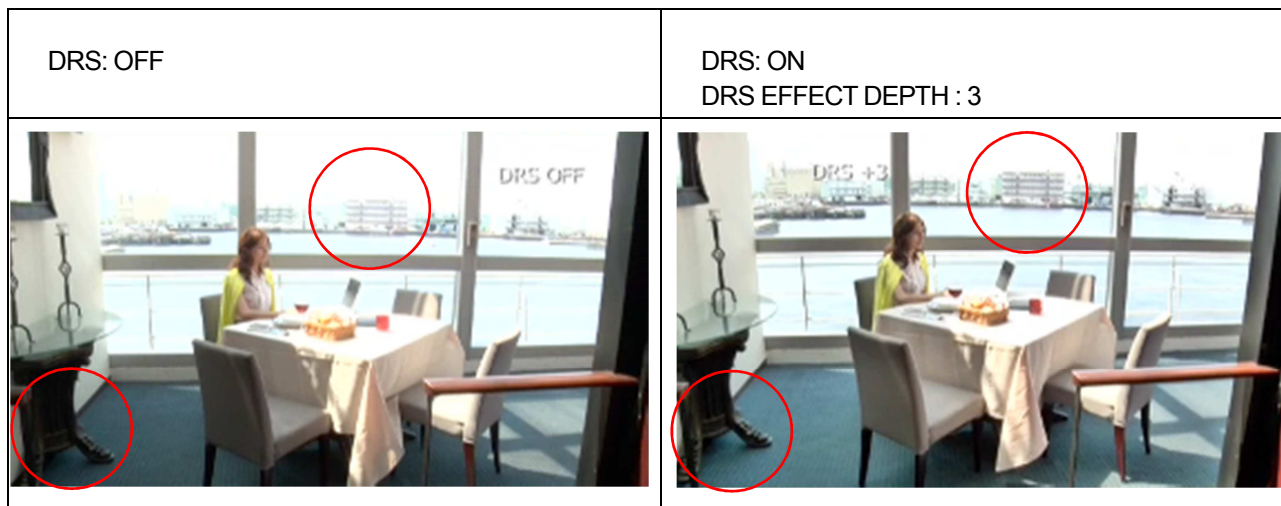 DRS: OFF
DRS: ON
DRS EFFECT DEPTH : 3
DRS OFF
DRS +3